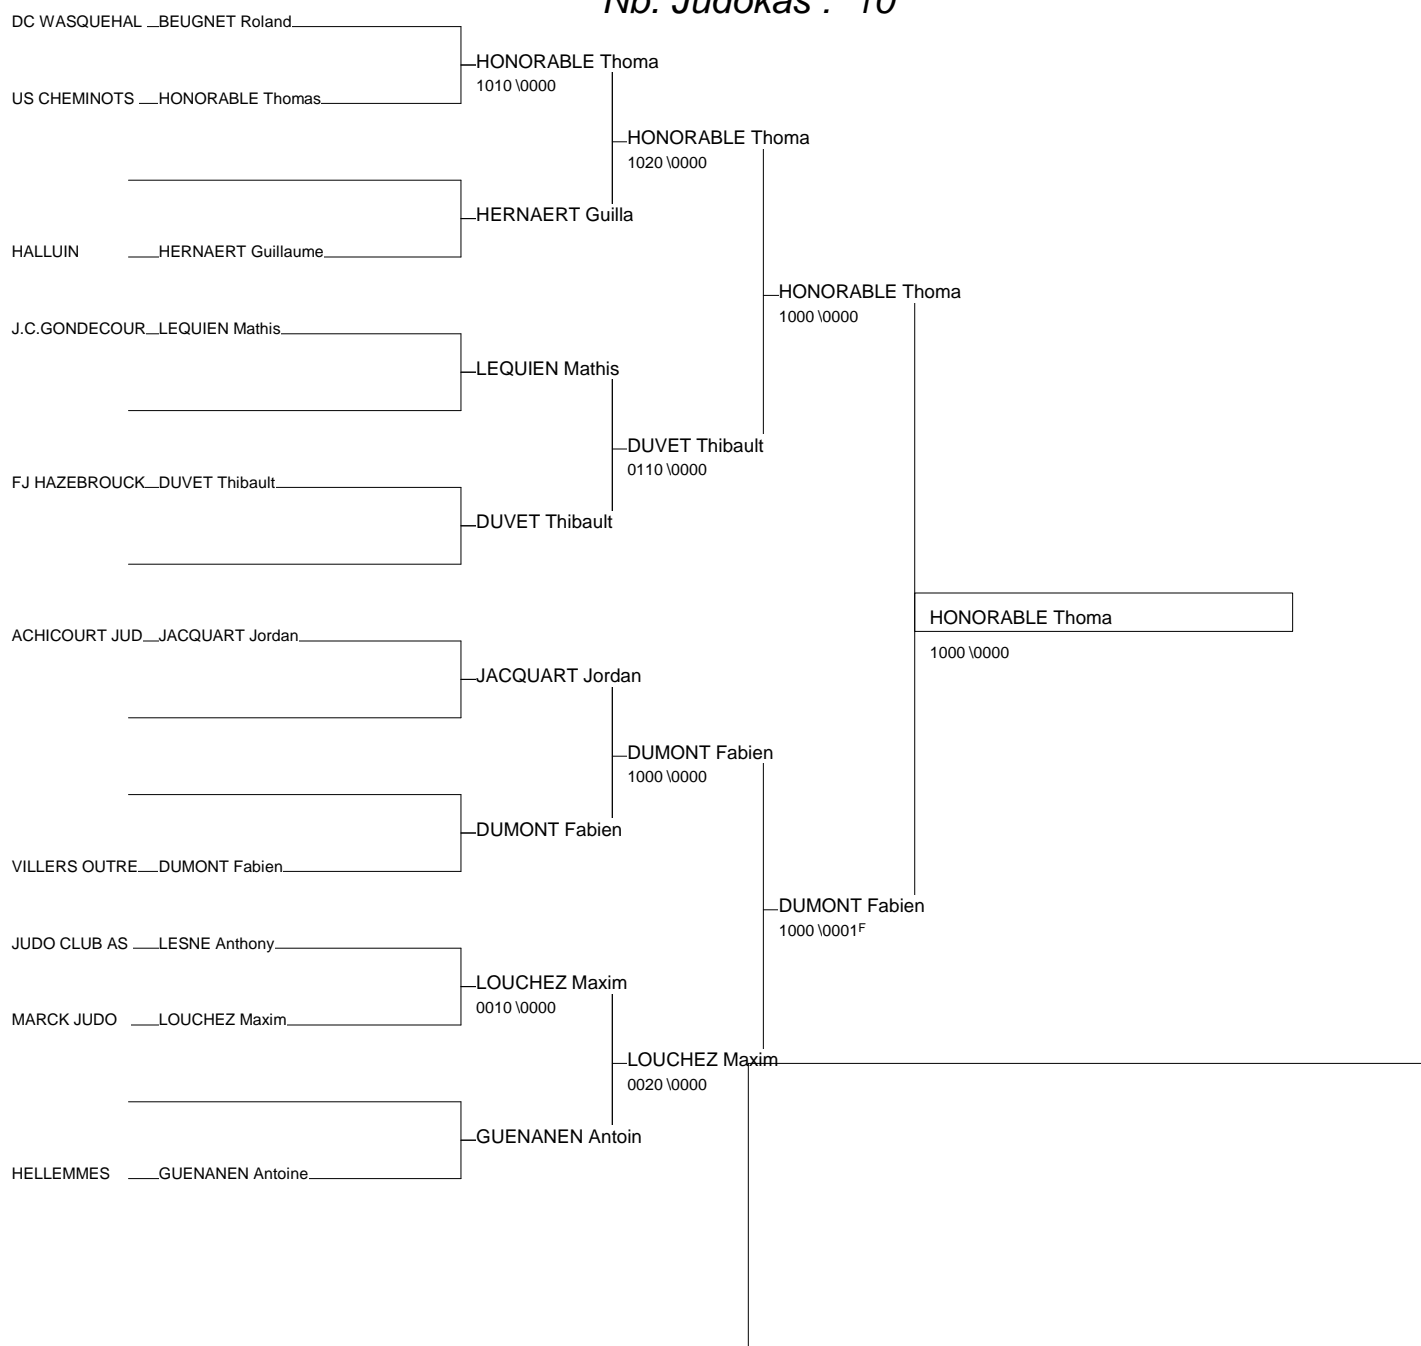 Nb. Judokas : 10
DC WASQUEHAL BEUGNET Roland
HONORABLE Thoma
1010 \0000
US CHEMINOTS HONORABLE Thomas
HONORABLE Thoma
1020 \0000
HERNAERT Guilla
HALLUIN HERNAERT Guillaume
HONORABLE Thoma
1000 \0000
J.C.GONDECOUR LEQUIEN Mathis
LEQUIEN Mathis
DUVET Thibault
0110 \0000
FJ HAZEBROUCK DUVET Thibault
DUVET Thibault
HONORABLE Thoma
1000 \0000
ACHICOURT JUD JACQUART Jordan
JACQUART Jordan
DUMONT Fabien
1000 \0000
DUMONT Fabien
VILLERS OUTRE DUMONT Fabien
DUMONT Fabien
1000 \0001F
JUDO CLUB AS LESNE Anthony
LOUCHEZ Maxim
0010 \0000
MARCK JUDO LOUCHEZ Maxim
LOUCHEZ Maxim
0020 \0000
GUENANEN Antoin
HELLEMMES GUENANEN Antoine